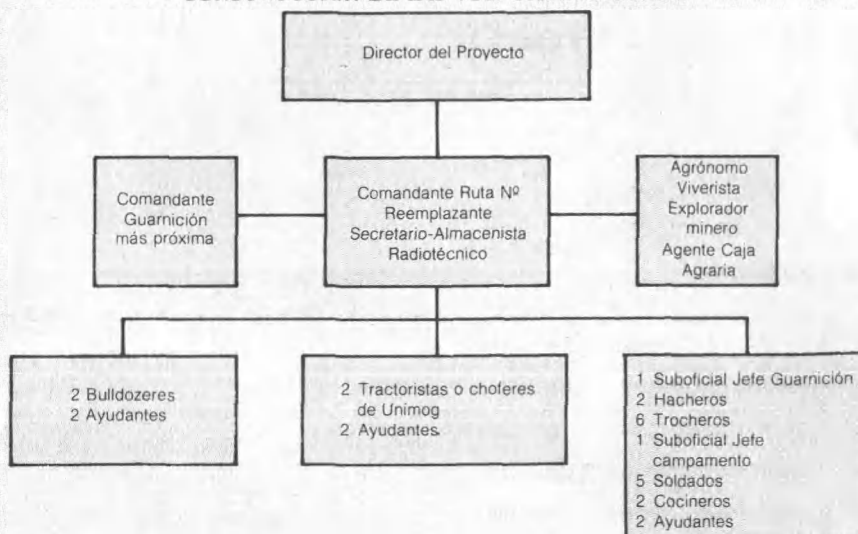 Director del Proyecto
Comandante
Guarnición
más próxima
Comandante Ruta Nº
Reemplazante
Secretario-Almacenista
Radiotécnico
Agrónomo
Viverista
Explorador
minero
Agente Caja
Agraria
2 Bulldozeres
2 Ayudantes
2 Tractoristas o choferes
de Unimog
2 Ayudantes
1 Suboficial Jefe Guarnición
2 Hacheros
6 Trocheros
1 Suboficial Jefe
campamento
5 Soldados
2 Cocineros
2 Ayudantes